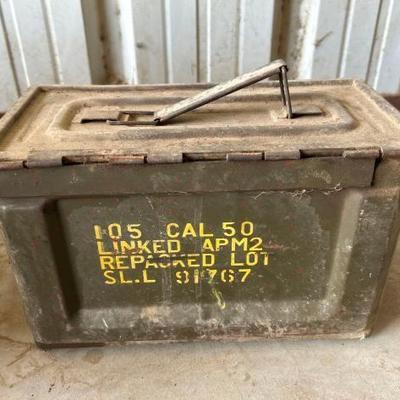 105 CAL 50
LINKED APM2
REPACKED LOT
SL.L 91767